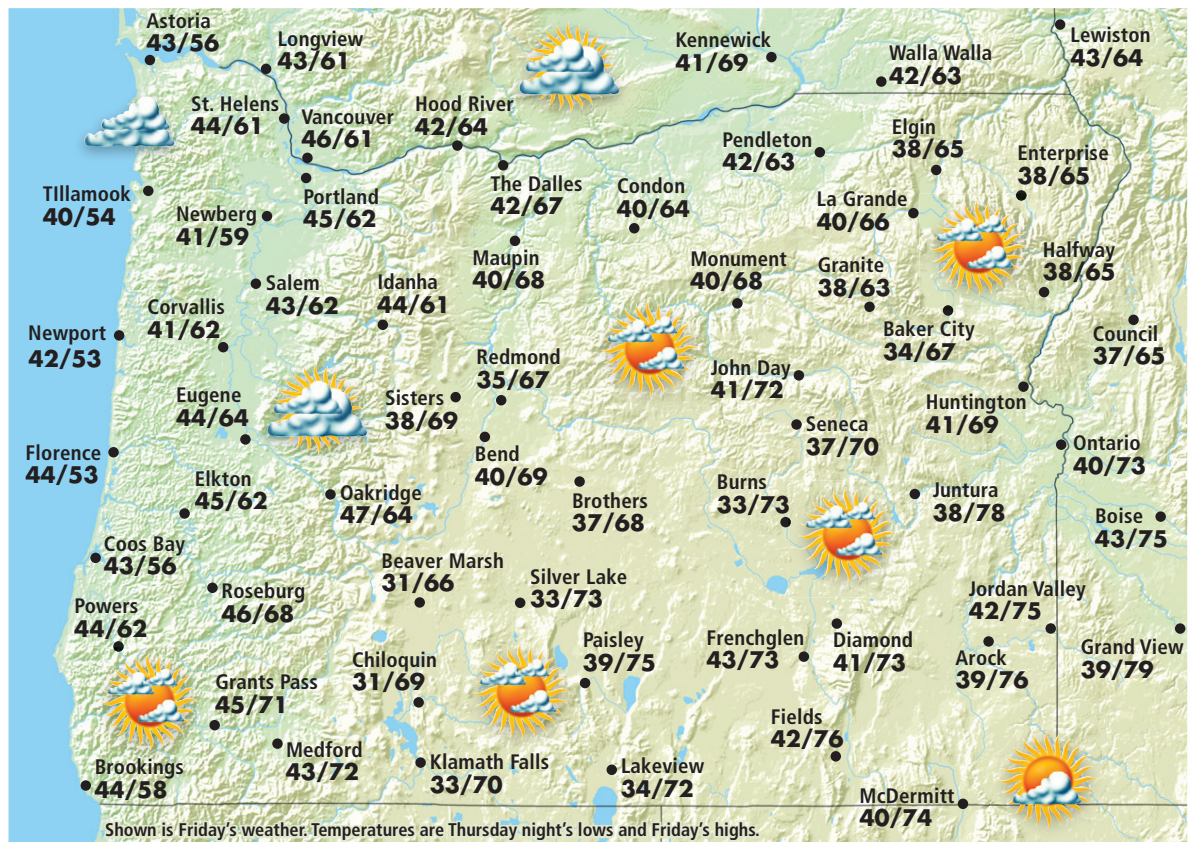 Astoria
43/56
Longview
43/61
Kennewick
41/69
Walla Walla
42/63
Lewiston
43/64
St. Helens
44/61
Vancouver
46/61
Hood River
42/64
Pendleton
42/63
Elgin
38/65
Enterprise
38/65
TIllamook
40/54
Newberg
41/59
Portland
45/62
The Dalles
42/67
Condon
40/64
La Grande
40/66
Maupin
40/68
Monument
40/68
Granite
38/63
Halfway
38/65
Salem
43/62
Idanha
44/61
Corvallis
41/62
Newport
42/53
Baker City
34/67
Council
37/65
Redmond
35/67
John Day
41/72
Eugene
44/64
Sisters
38/69
Huntington
41/69
Seneca
37/70
Ontario
40/73
Florence
44/53
Bend
40/69
Elkton
45/62
Oakridge
47/64
Brothers
37/68
Burns
33/73
Juntura
38/78
Boise
43/75
Coos Bay
43/56
Beaver Marsh
31/66
Silver Lake
33/73
Roseburg
46/68
Jordan Valley
42/75
Powers
44/62
Paisley
39/75
Frenchglen
43/73
Diamond
41/73
Arock
39/76
Grand View
39/79
Chiloquin
31/69
Grants Pass
45/71
Fields
42/76
Medford
43/72
Klamath Falls
33/70
Lakeview
34/72
Brookings
44/58
McDermitt
40/74
Shown is Friday's weather. Temperatures are Thursday night's lows and Friday's highs.